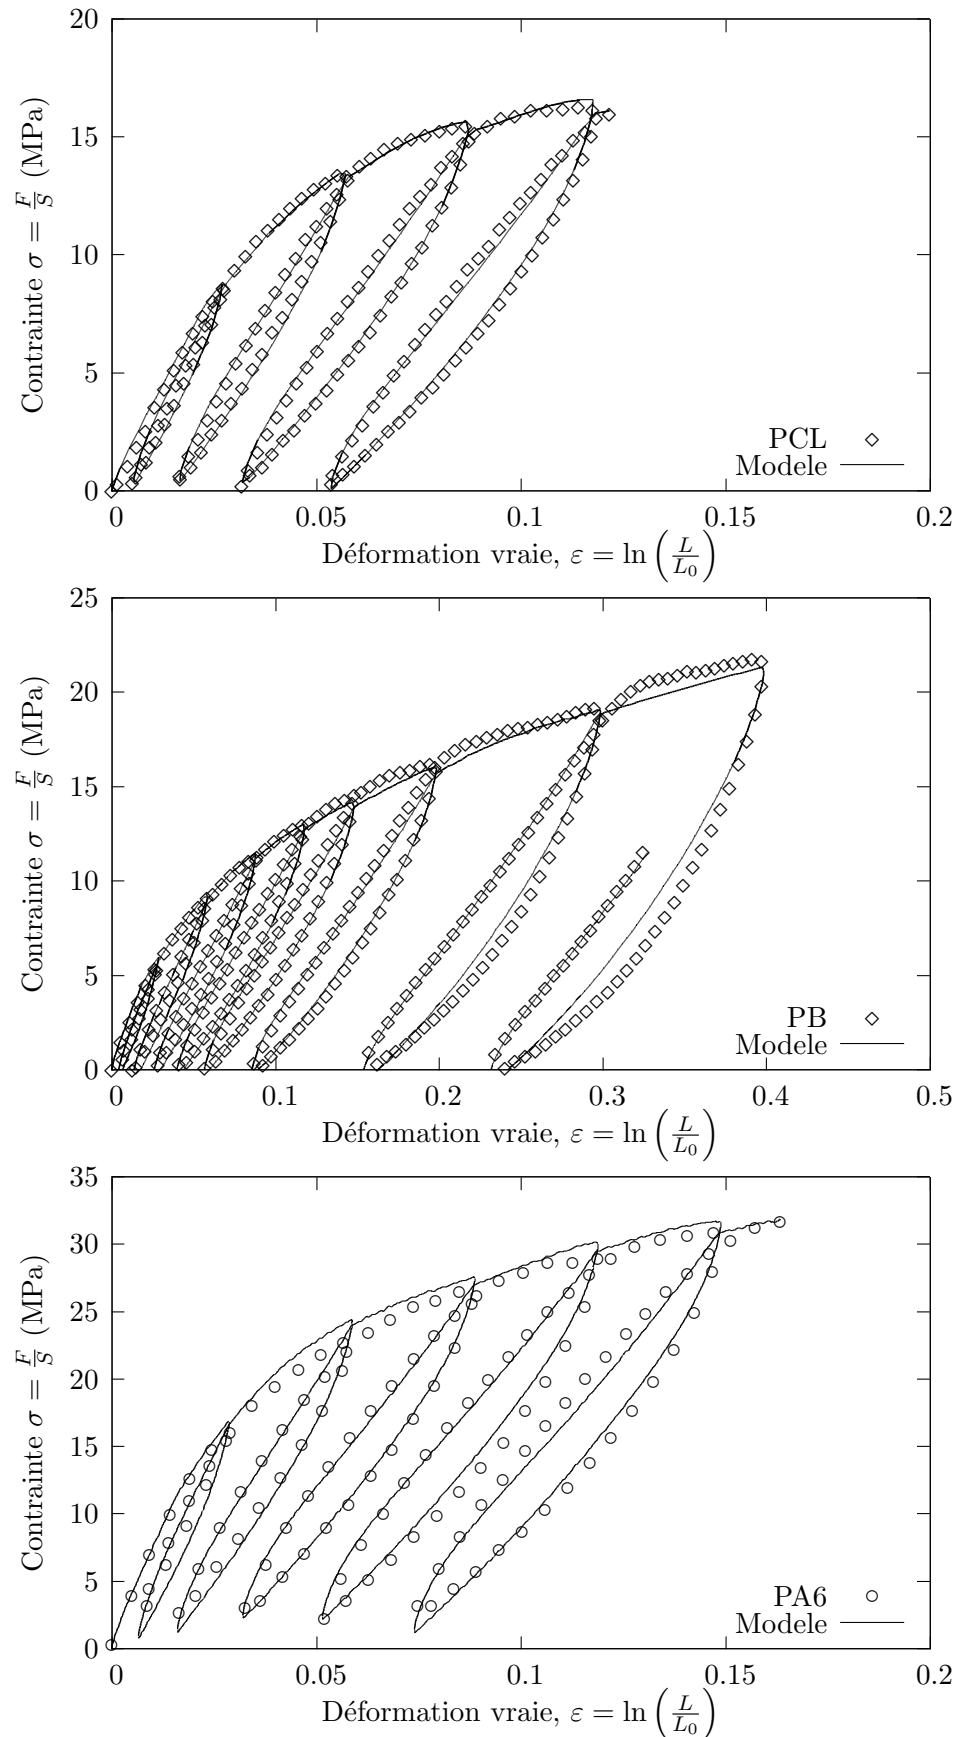 20
15
10
5
0
Contrainte σ = F/S (MPa)
PCL
Modele
0 0.05 0.1 0.15 0.2
Déformation vraie, ε = ln (L/L₀)
25
20
15
10
5
0
Contrainte σ = F/S (MPa)
PB
Modele
0 0.1 0.2 0.3 0.4 0.5
Déformation vraie, ε = ln (L/L₀)
35
30
25
20
15
10
5
0
Contrainte σ = F/S (MPa)
PA6
Modele
0 0.05 0.1 0.15 0.2
Déformation vraie, ε = ln (L/L₀)